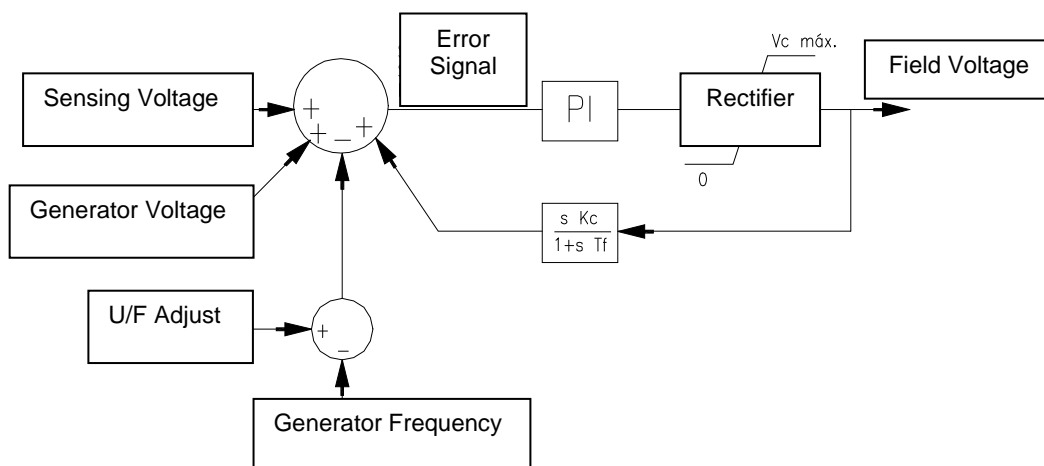 Error
Signal
Vc máx.
Field Voltage
Sensing Voltage
+
+
−
+
PI
Rectifier
0
Generator Voltage
s Kc
1+s Tf
U/F Adjust
+
-
Generator Frequency